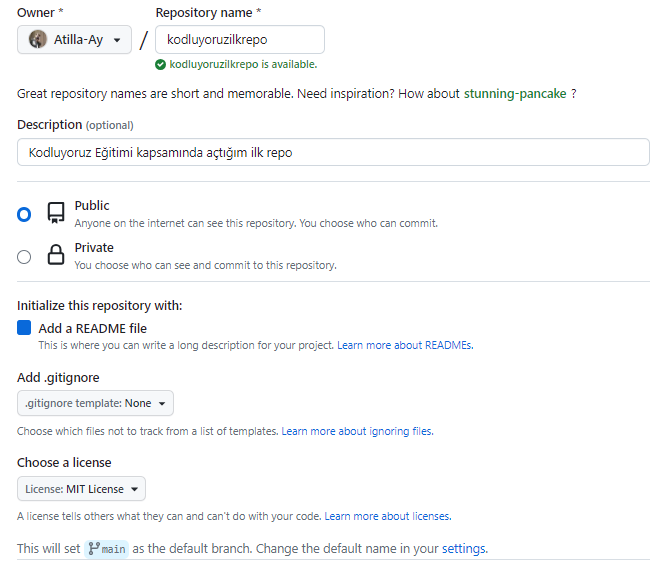 Owner * Repository name *
Atilla-Ay / kodluyoruzilkrepo
kodluyoruzilkrepo is available.
Great repository names are short and memorable. Need inspiration? How about stunning-pancake ?
Description (optional)
Kodluyoruz Eğitimi kapsamında açtığım ilk repo
Public
Anyone on the internet can see this repository. You choose who can commit.
Private
You choose who can see and commit to this repository.
Initialize this repository with:
Add a README file
This is where you can write a long description for your project. Learn more about READMEs.
Add .gitignore
.gitignore template: None
Choose which files not to track from a list of templates. Learn more about ignoring files.
Choose a license
License: MIT License
A license tells others what they can and can't do with your code. Learn more about licenses.
This will set main as the default branch. Change the default name in your settings.